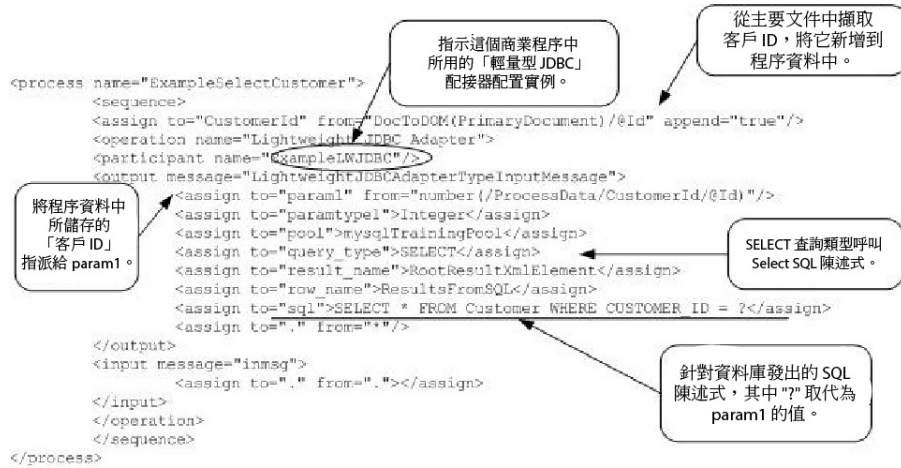 從主要文件中擷取
客戶 ID，將它新增到
程序資料中。
指示這個商業程序中
所用的「輕量型 JDBC」
配接器配置實例。
<process name="ExampleSelectCustomer">
<sequence>
<assign to="CustomerId" from="DocToDOM(PrimaryDocument)/@Id" append="true"/>
<operation name="Lightweight JDBC Adapter">
<participant name="ExampleLWJDBC"/>
<output message="LightweightJDBCAdapterTypeInputMessage">
<assign to="param1" from="number(/ProcessData/CustomerId/@Id)"/>
<assign to="paramtype1">Integer</assign>
<assign to="pool">mysqlTrainingPool</assign>
<assign to="query_type">SELECT</assign>
<assign to="result_name">RootResultXmlElement</assign>
<assign to="row_name">ResultsFromSQL</assign>
<assign to="sql">SELECT * FROM Customer WHERE CUSTOMER_ID = ?</assign>
<assign to="." from="*"/>
</output>
<input message="inmsg">
<assign to="." from="."></assign>
</input>
</operation>
</sequence>
</process>
將程序資料中
所儲存的
「客戶 ID」
指派給 param1。
SELECT 查詢類型呼叫
Select SQL 陳述式。
針對資料庫發出的 SQL
陳述式，其中 "?" 取代為
param1 的值。